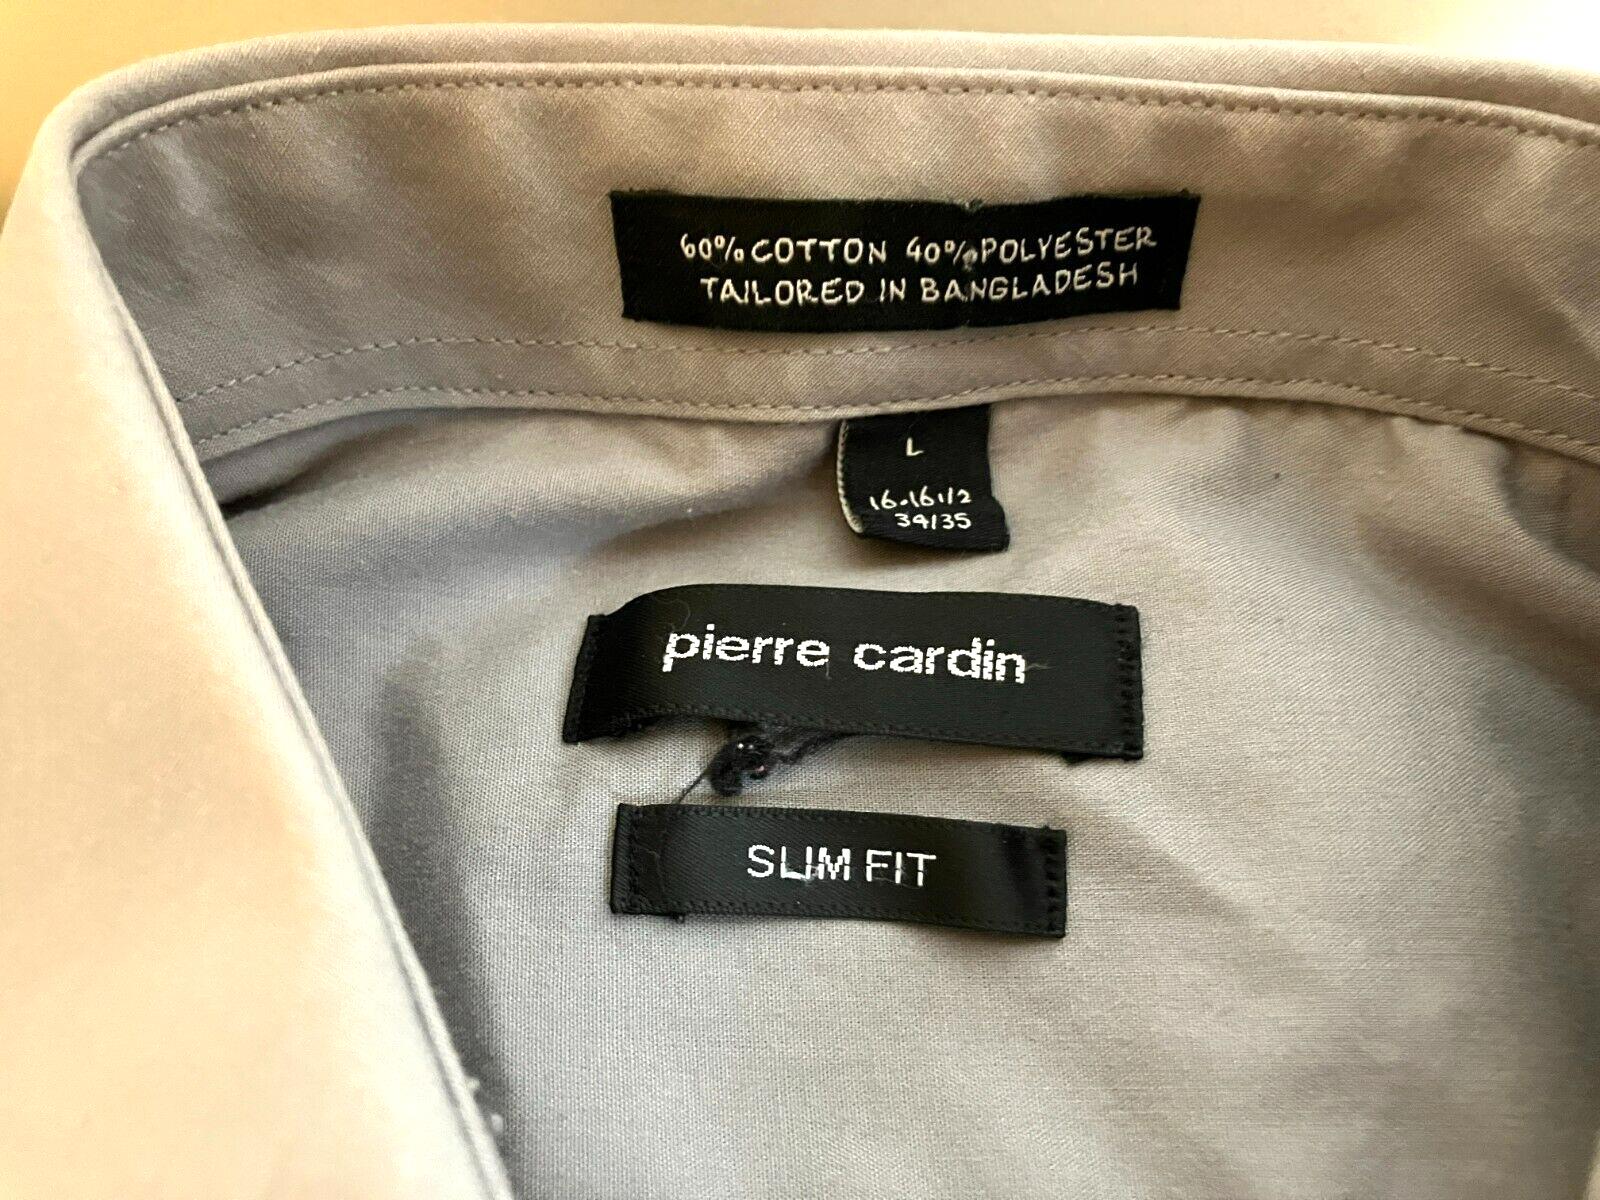 60% COTTON 40% POLYESTER
TAILORED IN BANGLADESH
L
16-16 1/2
34/35
pierre cardin
SLIM FIT